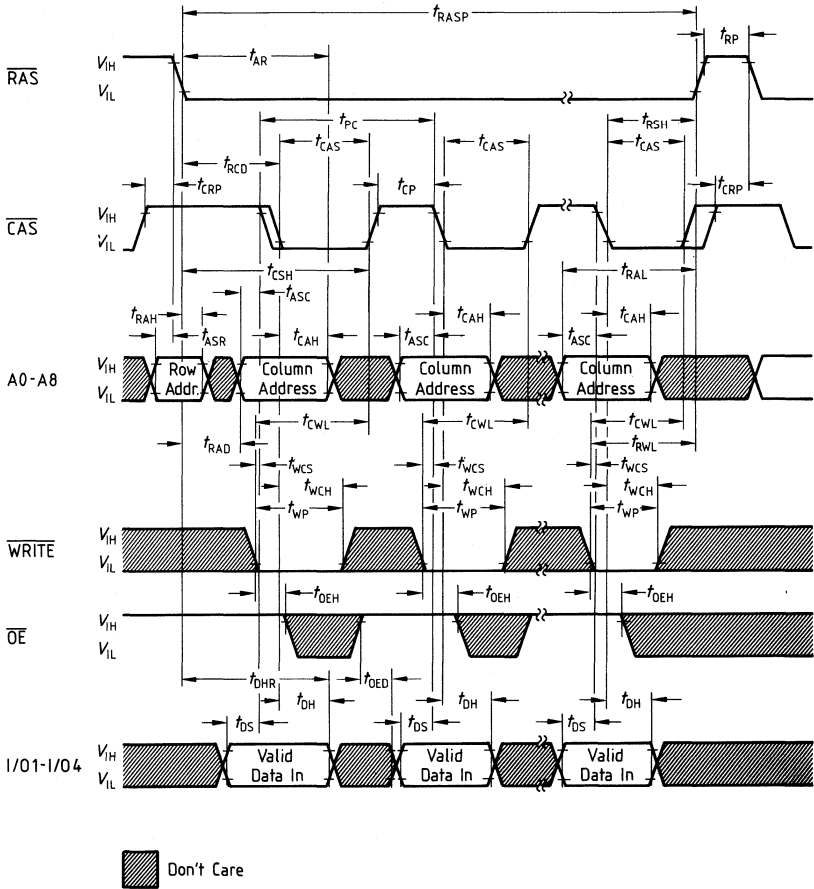 tRASP
tRP
tAR
RAS
VIH
VIL
tPC
tRSH
tCAS
tCAS
tCAS
tRCD
tCRP
tCP
tCRP
CAS
VIH
VIL
tCSH
tRAL
tASC
tRAH
tASR
tCAH
tASC
tCAH
tASC
tCAH
A0-A8
VIH
VIL
Row Addr.
Column Address
Column Address
Column Address
tCWL
tCWL
tCWL
tRAD
tRWL
tWCS
tWCS
tWCS
tWCH
tWCH
tWCH
tWP
tWP
tWP
WRITE
VIH
VIL
tOEH
tOEH
tOEH
OE
VIH
VIL
tDHR
tOED
tDH
tDH
tDH
tDS
tDS
tDS
I/O1-I/O4
VIH
VIL
Valid Data In
Valid Data In
Valid Data In
Don't Care